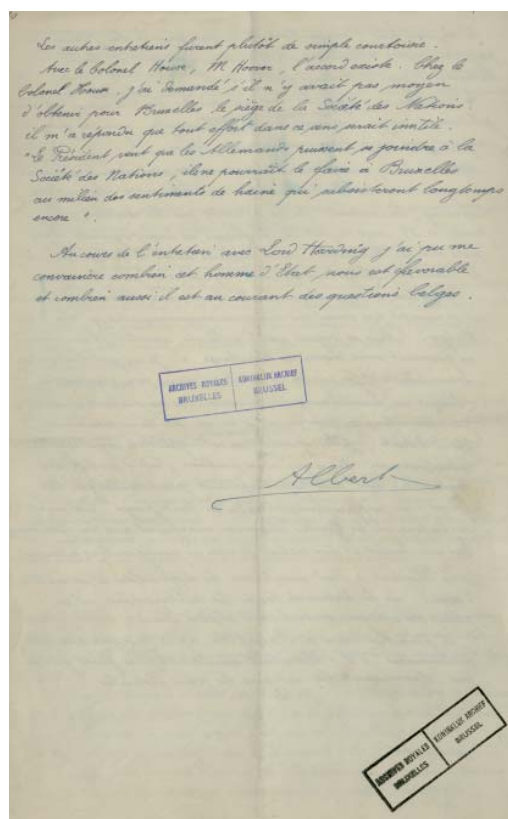 Les autres entretiens furent plutôt de simple courtoisie.
Avec le Colonel House, M. Hoover, l'accord existe. Chez le
Colonel House j'ai demandé s'il n'y avait pas moyen
d'obtenir pour Bruxelles le siège de la Société des Nations
il m'a répondu que tout effort dans ce sens serait inutile.
"Le Président veut que les Allemands puissent se joindre à la
Société des Nations, ils ne pourrait le faire à Bruxelles
au milieu des sentiments de haine qui subsisteront longtemps
encore".
Au cours de l'entretien avec Lord Harding j'ai pu me
convaincre combien cet homme d'Etat, nous est favorable
et combien aussi il est au courant des questions belges.
ARCHIVES ROYALES KONINKLIJK ARCHIEF
BRUXELLES BRUSSEL
Albert
ARCHIVES ROYALES KONINKLIJK ARCHIEF
BRUXELLES BRUSSEL